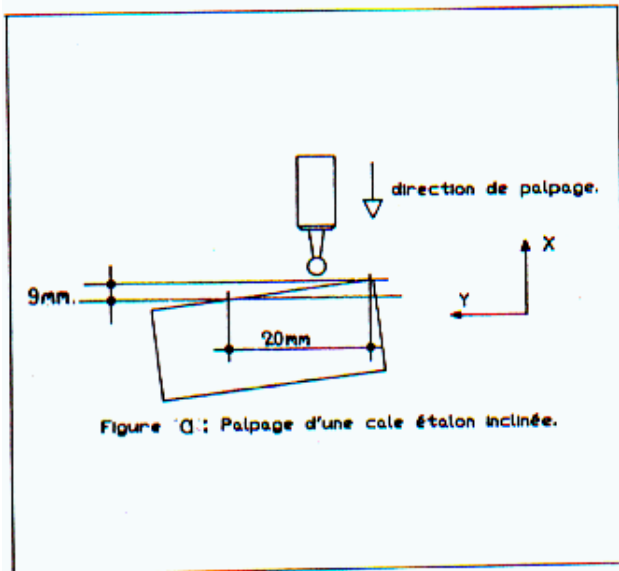 direction de palpage.
X
Y
9mm.
20mm
Figure a : Palpage d'une cale étalon inclinée.